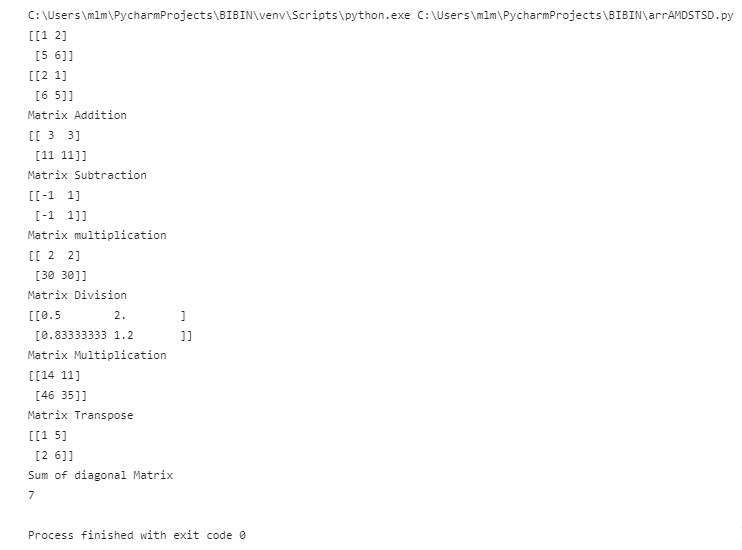 C:\Users\mlm\PycharmProjects\BIBIN\venv\Scripts\python.exe C:\Users\mlm\PycharmProjects\BIBIN\arrAMDSTSD.py
[[1 2]
 [5 6]]
[[2 1]
 [6 5]]
Matrix Addition
[[ 3  3]
 [11 11]]
Matrix Subtraction
[[-1  1]
 [-1  1]]
Matrix multiplication
[[ 2  2]
 [30 30]]
Matrix Division
[[0.5        2.        ]
 [0.83333333 1.2       ]]
Matrix Multiplication
[[14 11]
 [46 35]]
Matrix Transpose
[[1 5]
 [2 6]]
Sum of diagonal Matrix
7
Process finished with exit code 0